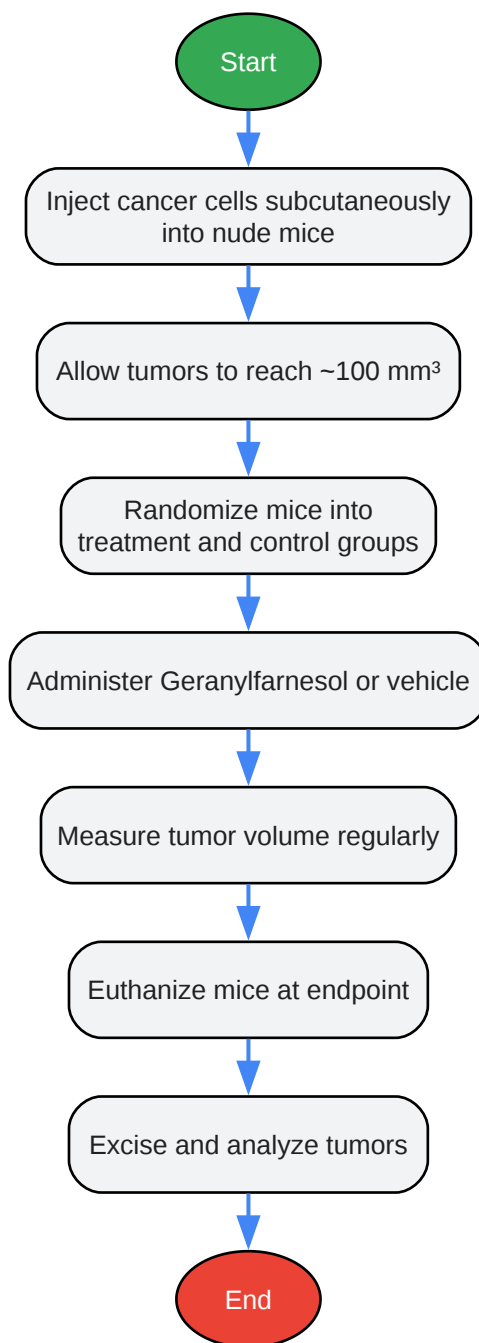 Start
Inject cancer cells subcutaneously
into nude mice
Allow tumors to reach ~100 mm³
Randomize mice into
treatment and control groups
Administer Geranylfarnesol or vehicle
Measure tumor volume regularly
Euthanize mice at endpoint
Excise and analyze tumors
End